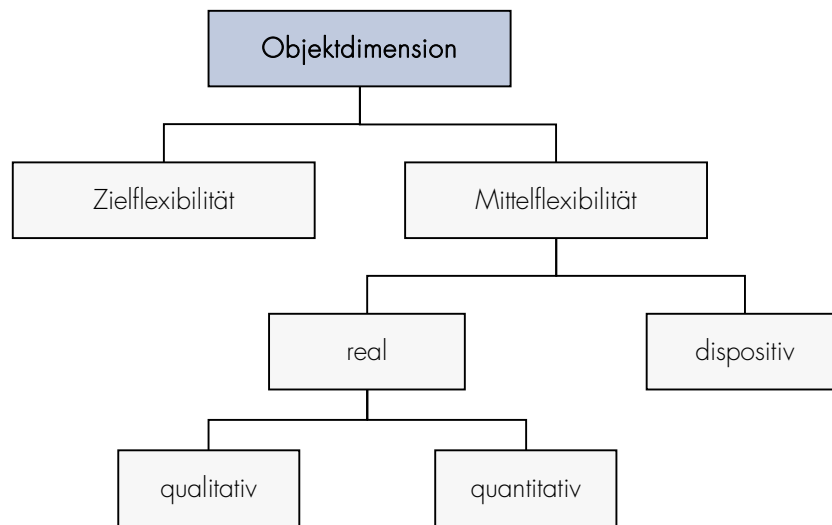 Objektdimension
Zielflexibilität
Mittelflexibilität
real
dispositiv
qualitativ
quantitativ